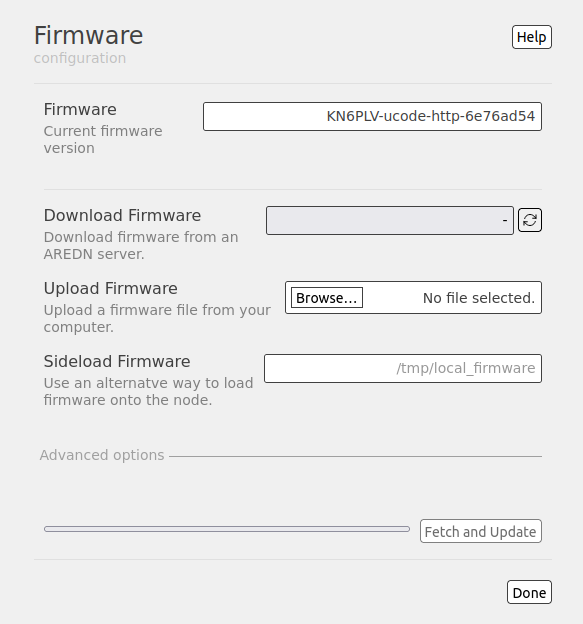 Firmware
Help
configuration
Firmware
KN6PLV-ucode-http-6e76ad54
Current firmware
version
Download Firmware
-
Download firmware from an
AREDN server.
Upload Firmware
Browse...
No file selected.
Upload a firmware file from your
computer.
Sideload Firmware
/tmp/local_firmware
Use an alternatve way to load
firmware onto the node.
Advanced options
Fetch and Update
Done